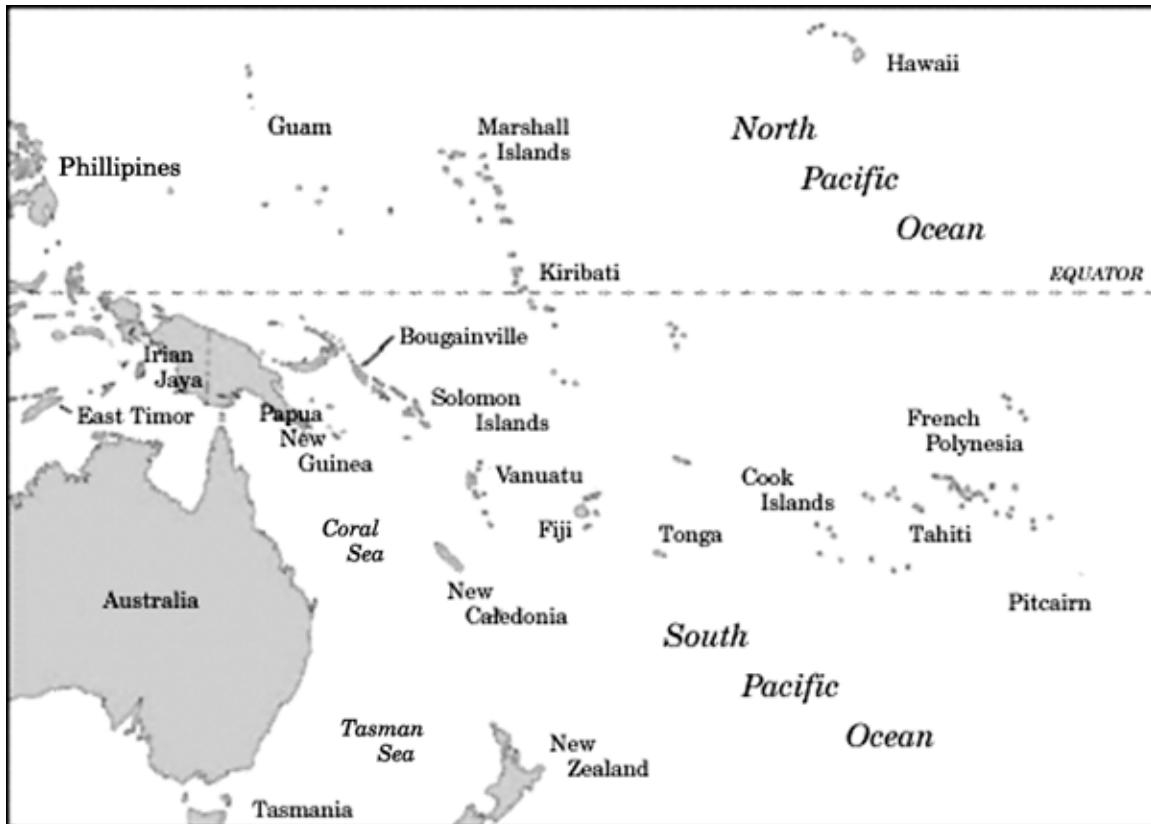 Hawaii
Guam
Marshall
Islands
North
Pacific
Ocean
Phillipines
Kiribati
EQUATOR
Bougainville
Irian
Jaya
East Timor
Papua
New
Guinea
Solomon
Islands
French
Polynesia
Vanuatu
Cook
Islands
Coral
Sea
Fiji
Tonga
Tahiti
Australia
New
Caledonia
Pitcairn
South
Pacific
Ocean
Tasman
Sea
New
Zealand
Tasmania